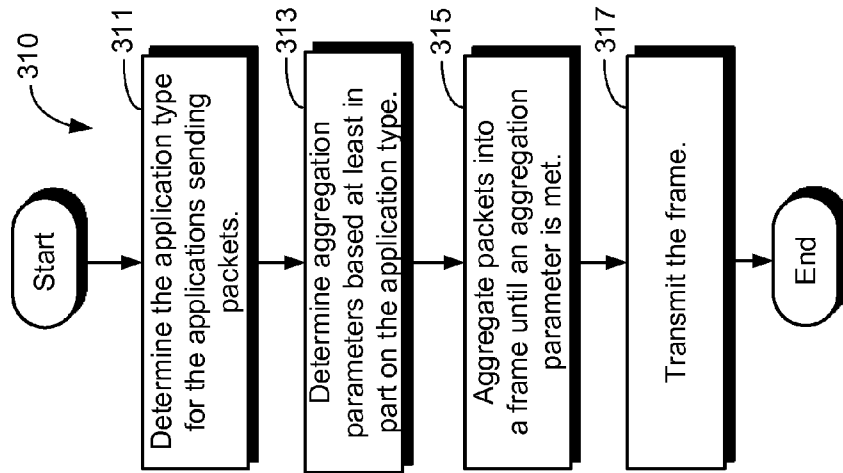 310
Start
311
Determine the application type
for the applications sending
packets.
313
Determine aggregation
parameters based at least in
part on the application type.
315
Aggregate packets into
a frame until an aggregation
parameter is met.
317
Transmit the frame.
End